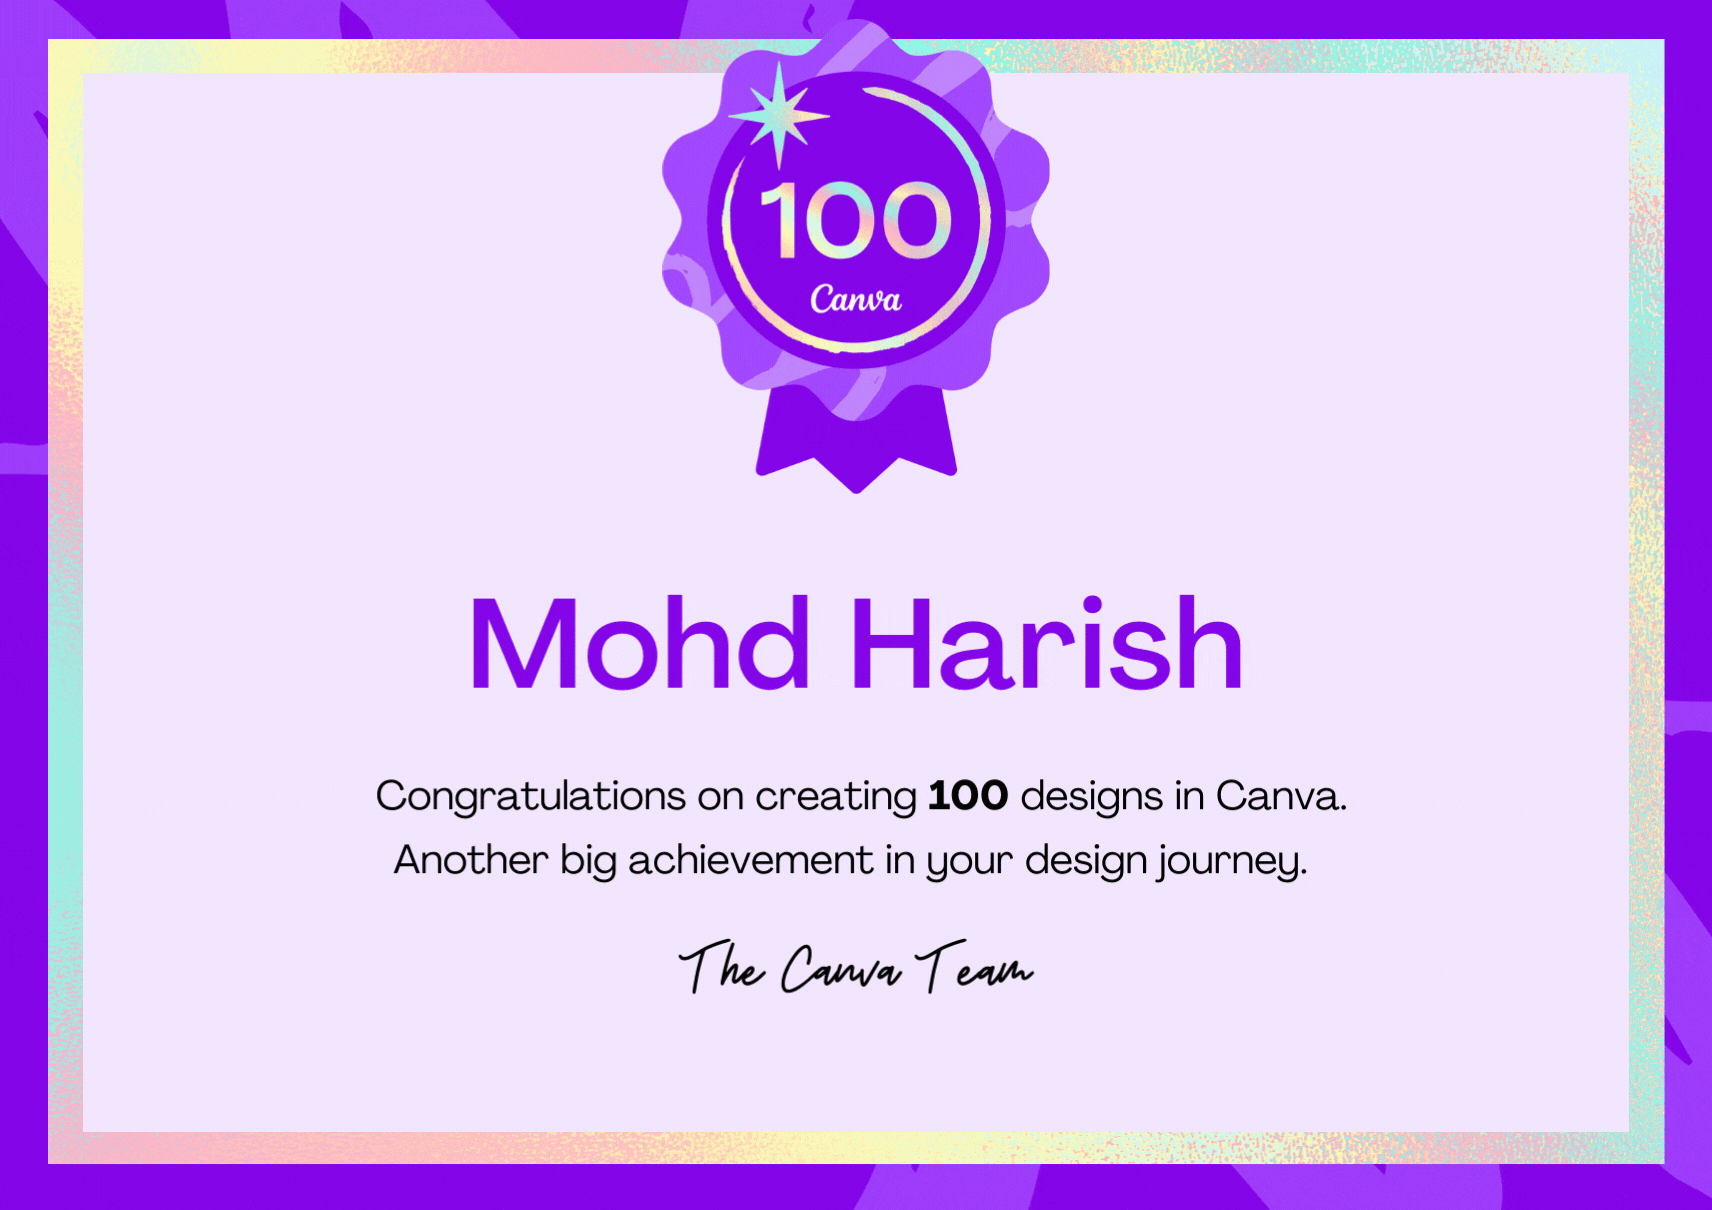 100
Canva
Mohd Harish
Congratulations on creating 100 designs in Canva.
Another big achievement in your design journey.
The Canva Team